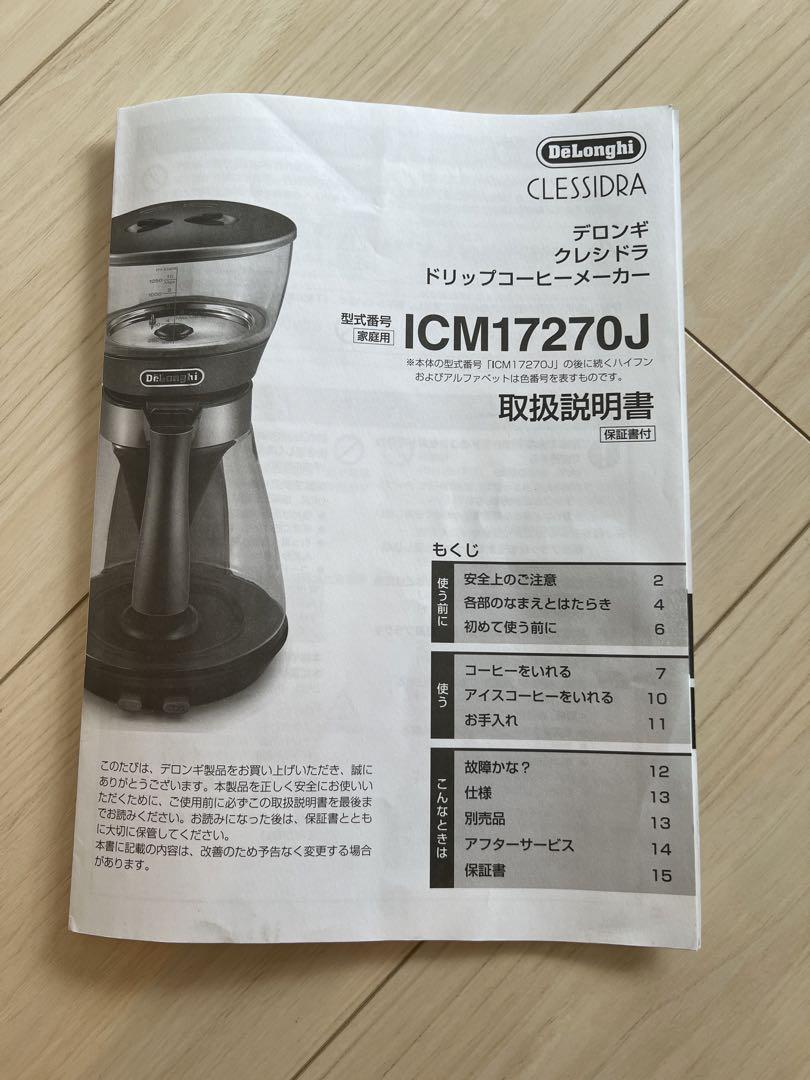 DeLonghi
CLESSIDRA
デロンギ
クレシドラ
ドリップコーヒーメーカー
型式番号
家庭用
ICM17270J
※本体の型式番号「ICM17270J」の後に続くハイフン
およびアルファベットは色番号を表すものです。
取扱説明書
保証書付
1250
10
1000
8
DeLonghi
もくじ
使う前に
安全上のご注意 2
各部のなまえとはたらき 4
初めて使う前に 6
使う
コーヒーをいれる 7
アイスコーヒーをいれる 10
お手入れ 11
こんなときは
故障かな？ 12
仕様 13
別売品 13
アフターサービス 14
保証書 15
このたびは、デロンギ製品をお買い上げいただき、誠に
ありがとうございます。本製品を正しく安全にお使いい
ただくために、ご使用前に必ずこの取扱説明書を最後ま
でお読みください。お読みになった後は、保証書ととも
に大切に保管してください。
本書に記載の内容は、改善のため予告なく変更する場合
があります。